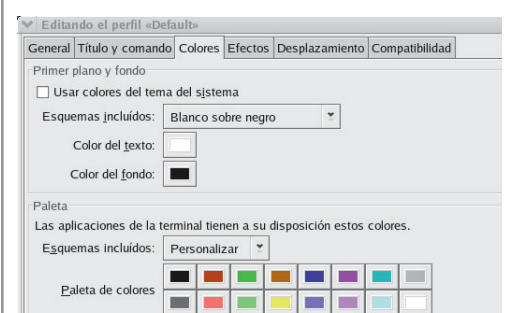 Editando el perfil «Default»
General Título y comando Colores Efectos Desplazamiento Compatibilidad
Primer plano y fondo
Usar colores del tema del sistema
Esquemas incluídos: Blanco sobre negro
Color del texto:
Color del fondo:
Paleta
Las aplicaciones de la terminal tienen a su disposición estos colores.
Esquemas incluidos: Personalizar
Paleta de colores